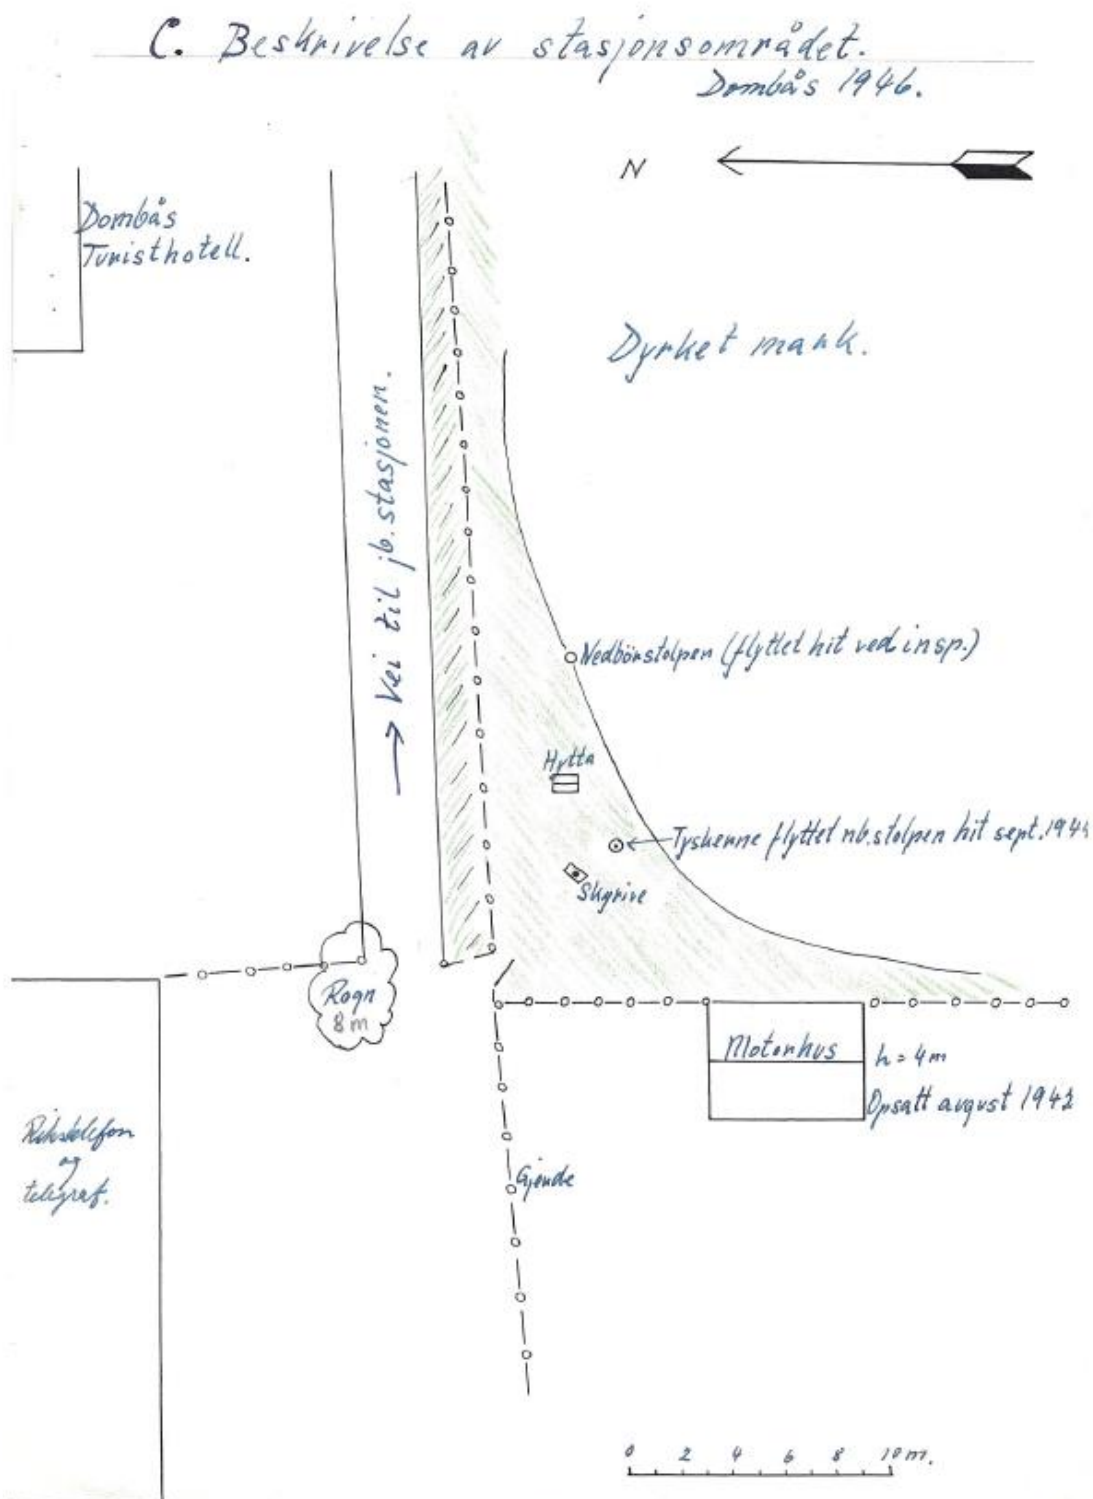 C. Beskrivelse av stasjonsområdet.
Dombås 1946.
N
Dombås
Turisthotell.
Dyrket mark.
Vei til jb. stasjonen.
Nedbörstolpen (flyttet hit ved insp.)
Hytta
Tyskerne flyttet nb.stolpen hit sept. 1944
Skyrive
Rogn
8 m
Motorhus
h = 4m
Opsatt august 1942
Rikstelefon
og
telegraf.
Gjerde
0 2 4 6 8 10 m.